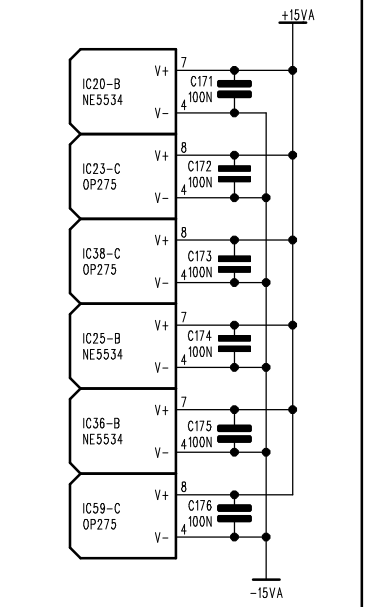 +15VA
IC20-B
NE5534
V+
7
V-
4
C171
100N
IC23-C
OP275
V+
8
V-
4
C172
100N
IC38-C
OP275
V+
8
V-
4
C173
100N
IC25-B
NE5534
V+
7
V-
4
C174
100N
IC36-B
NE5534
V+
7
V-
4
C175
100N
IC59-C
OP275
V+
8
V-
4
C176
100N
-15VA